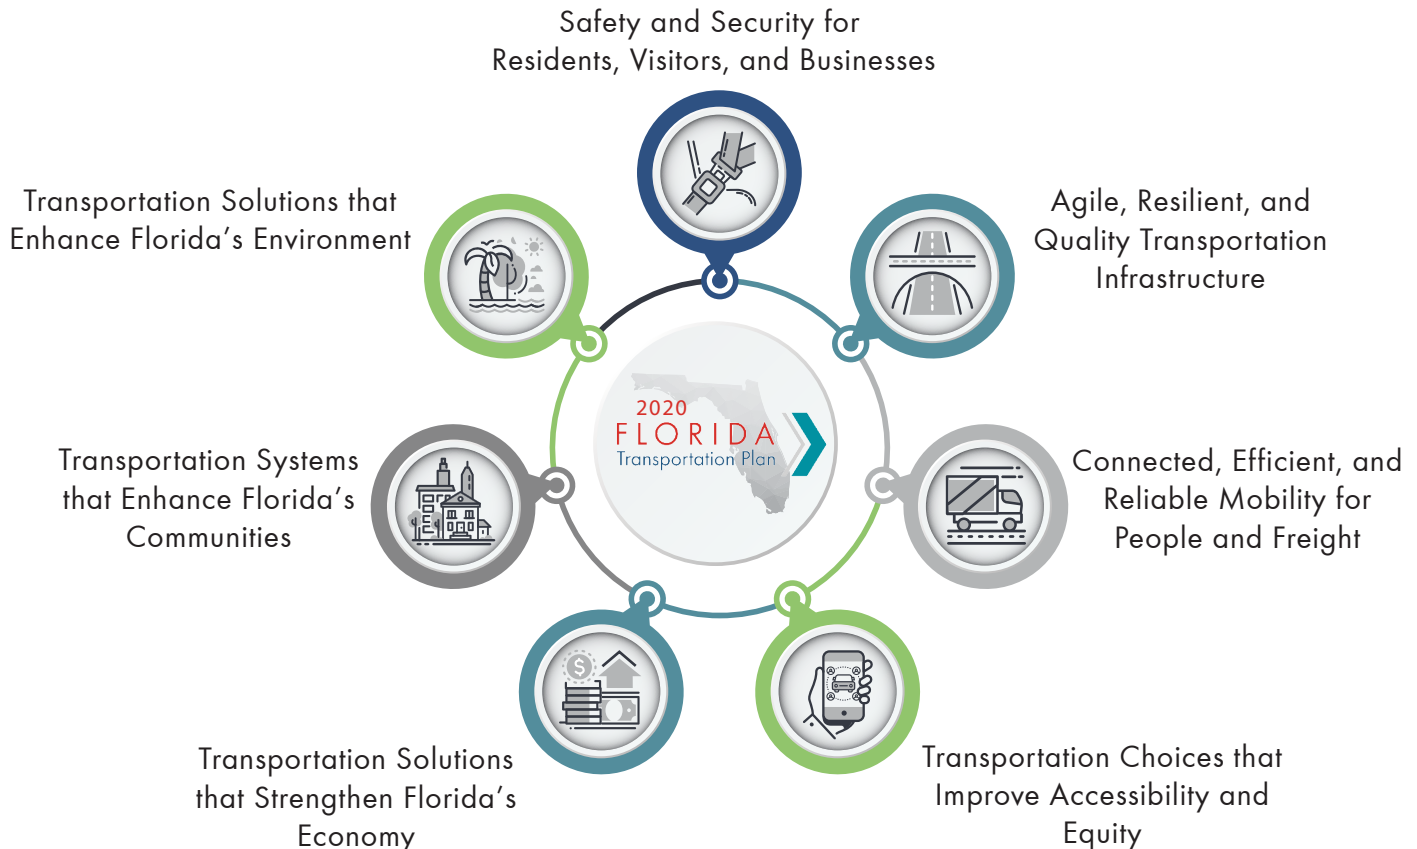 Safety and Security for
Residents, Visitors, and Businesses
Agile, Resilient, and
Quality Transportation
Infrastructure
Connected, Efficient, and
Reliable Mobility for
People and Freight
Transportation Choices that
Improve Accessibility and
Equity
Transportation Solutions
that Strengthen Florida’s
Economy
Transportation Systems
that Enhance Florida’s
Communities
Transportation Solutions that
Enhance Florida’s Environment
2020
FLORIDA
Transportation Plan
$